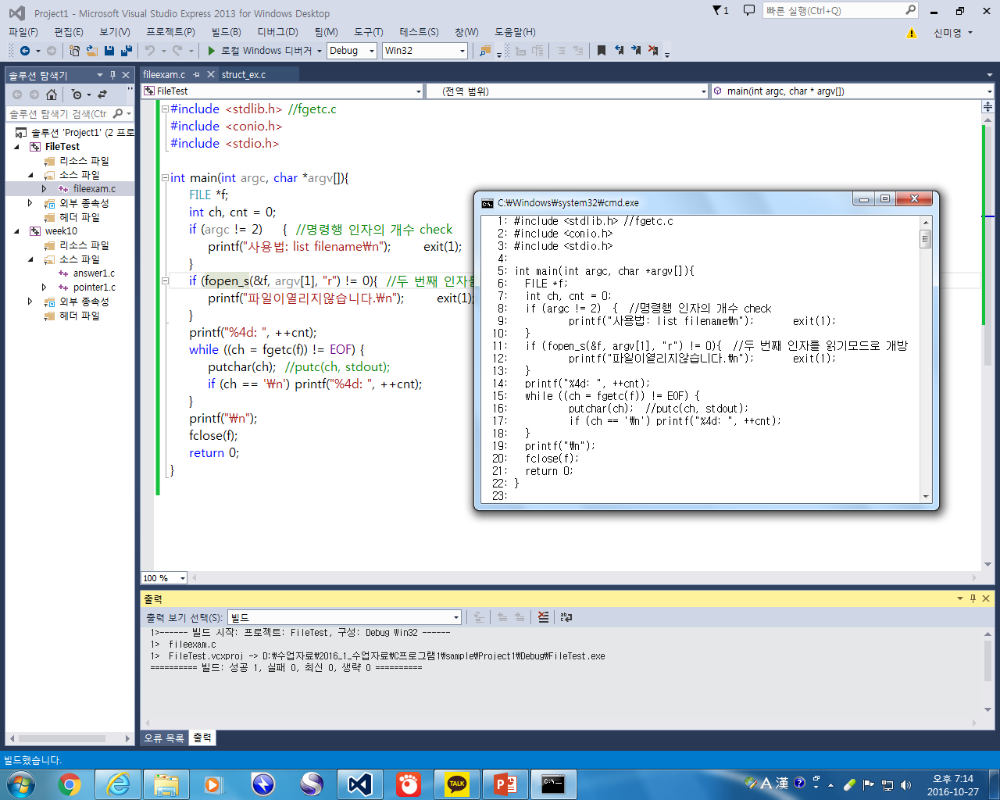 Project1 - Microsoft Visual Studio Express 2013 for Windows Desktop
1
빠른 실행(Ctrl+Q)
파일(F) 편집(E) 보기(V) 프로젝트(P) 빌드(B) 디버그(D) 팀(M) 도구(T) 테스트(S) 창(W) 도움말(H)
신미영
로컬 Windows 디버거 Debug Win32
솔루션 탐색기
솔루션 탐색기 검색(Ctr
솔루션 'Project1' (2 프로
FileTest
리소스 파일
소스 파일
fileexam.c
외부 종속성
헤더 파일
week10
리소스 파일
소스 파일
answer1.c
pointer1.c
외부 종속성
헤더 파일
fileexam.c struct_ex.c
FileTest (전역 범위) main(int argc, char * argv[])
#include <stdlib.h> //fgetc.c
#include <conio.h>
#include <stdio.h>
int main(int argc, char *argv[]){
FILE *f;
int ch, cnt = 0;
if (argc != 2) { //명령행 인자의 개수 check
printf("사용법: list filename₩n"); exit(1);
}
if (fopen_s(&f, argv[1], "r") != 0){ //두 번째 인자를
printf("파일이열리지않습니다.₩n"); exit(1);
}
printf("%4d: ", ++cnt);
while ((ch = fgetc(f)) != EOF) {
putchar(ch); //putc(ch, stdout);
if (ch == '₩n') printf("%4d: ", ++cnt);
}
printf("₩n");
fclose(f);
return 0;
}
C:₩Windows₩system32₩cmd.exe
1: #include <stdlib.h> //fgetc.c
2: #include <conio.h>
3: #include <stdio.h>
4:
5: int main(int argc, char *argv[]){
6: FILE *f;
7: int ch, cnt = 0;
8: if (argc != 2) { //명령행 인자의 개수 check
9: printf("사용법: list filename₩n"); exit(1);
10: }
11: if (fopen_s(&f, argv[1], "r") != 0){ //두 번째 인자를 읽기모드로 개방
12: printf("파일이열리지않습니다.₩n"); exit(1);
13: }
14: printf("%4d: ", ++cnt);
15: while ((ch = fgetc(f)) != EOF) {
16: putchar(ch); //putc(ch, stdout);
17: if (ch == '₩n') printf("%4d: ", ++cnt);
18: }
19: printf("₩n");
20: fclose(f);
21: return 0;
22: }
23:
100 %
출력
출력 보기 선택(S): 빌드
1>------ 빌드 시작: 프로젝트: FileTest, 구성: Debug Win32 ------
1> fileexam.c
1> FileTest.vcxproj -> D:₩수업자료₩2016_1_수업자료₩C프로그램1₩sample₩Project1₩Debug₩FileTest.exe
========== 빌드: 성공 1, 실패 0, 최신 0, 생략 0 ==========
오류 목록 출력
빌드했습니다.
TALK
A 漢
오후 7:14
2016-10-27